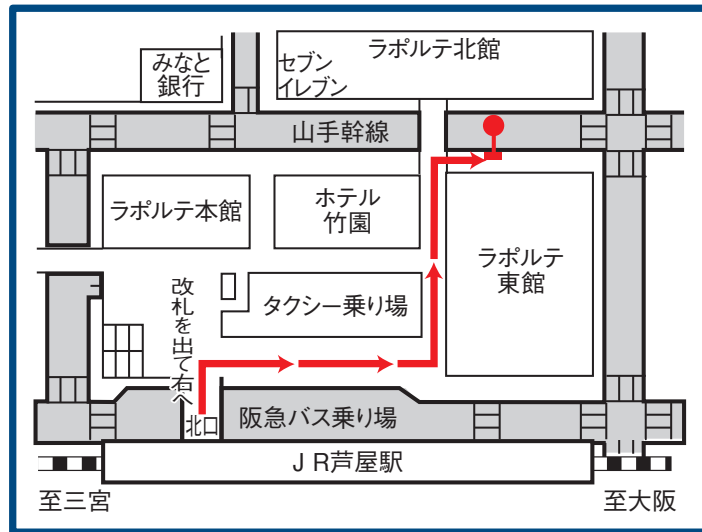 みなと
銀行
セブン
イレブン
ラポルテ北館
山手幹線
ラポルテ本館
ホテル
竹園
ラポルテ
東館
改札を出て右へ
タクシー乗り場
北口
阪急バス乗り場
JR芦屋駅
至三宮
至大阪